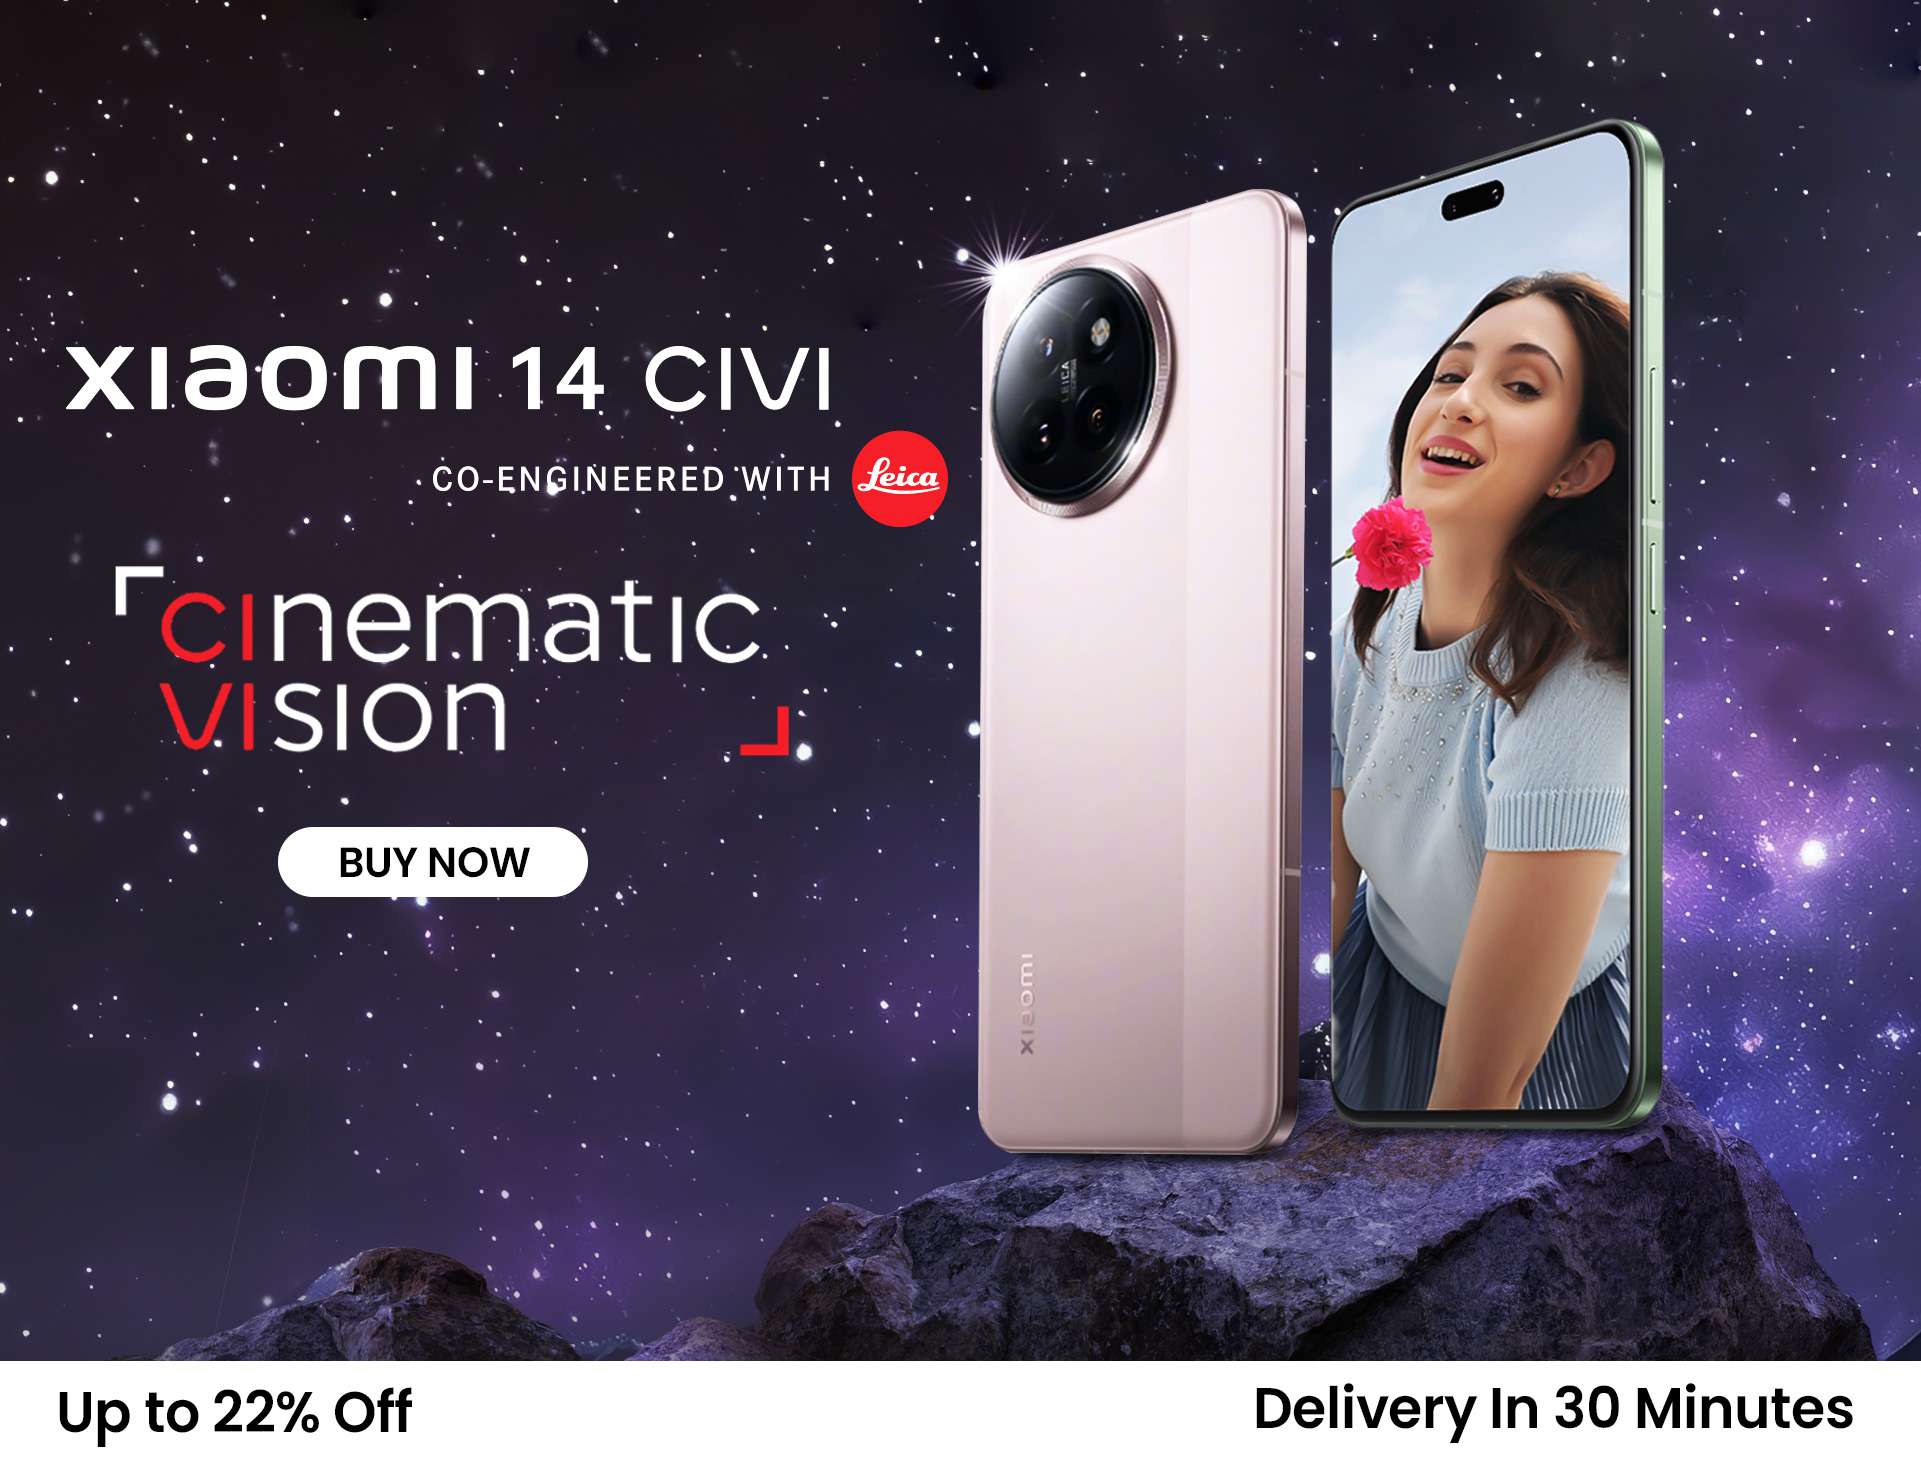 xiaomi 14 CIVI
CO-ENGINEERED WITH Leica
cinematic
vision
BUY NOW
LEICA
xiaomi
Up to 22% Off
Delivery In 30 Minutes